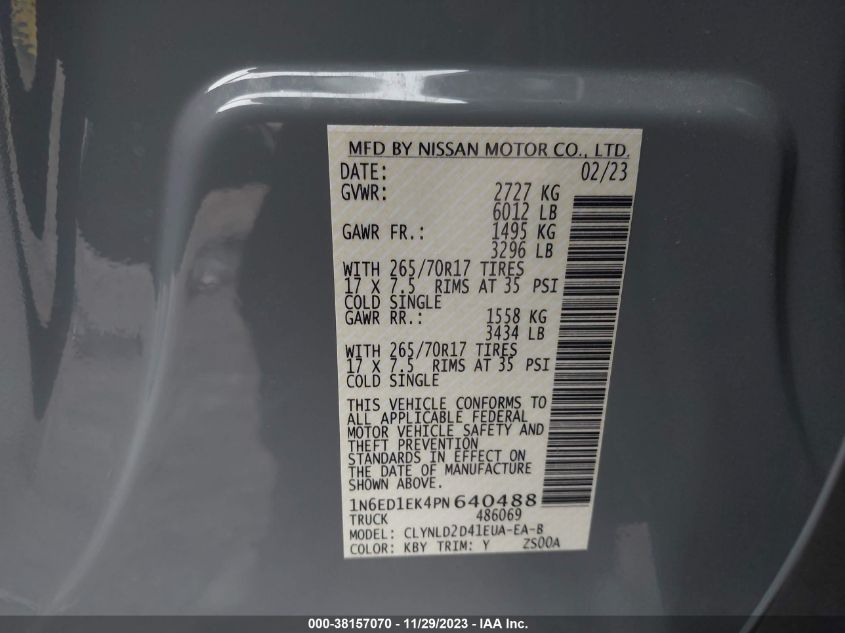 MFD BY NISSAN MOTOR CO., LTD.
DATE: 02/23
GVWR: 2727 KG
6012 LB
GAWR FR.: 1495 KG
3296 LB
WITH 265/70R17 TIRES
17 X 7.5 RIMS AT 35 PSI
COLD SINGLE
GAWR RR.: 1558 KG
3434 LB
WITH 265/70R17 TIRES
17 X 7.5 RIMS AT 35 PSI
COLD SINGLE
THIS VEHICLE CONFORMS TO
ALL APPLICABLE FEDERAL
MOTOR VEHICLE SAFETY AND
THEFT PREVENTION
STANDARDS IN EFFECT ON
THE DATE OF MANUFACTURE
SHOWN ABOVE.
1N6ED1EK4PN640488
TRUCK 486069
MODEL: CLYNLD2D41EUA-EA-B
COLOR: KBY TRIM: Y ZS00A
000-38157070 - 11/29/2023 - IAA Inc.